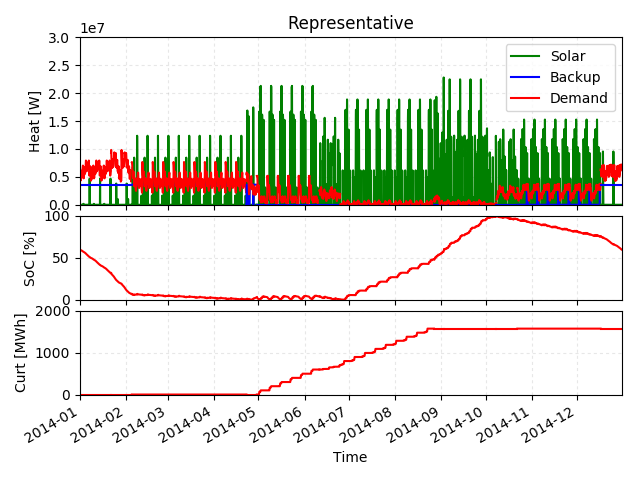 Representative
1e7
3.0
2.5
2.0
1.5
1.0
0.5
0.0
Heat [W]
Solar
Backup
Demand
100
50
0
SoC [%]
2000
1000
0
Curt [MWh]
2014-01
2014-02
2014-03
2014-04
2014-05
2014-06
2014-07
2014-08
2014-09
2014-10
2014-11
2014-12
Time